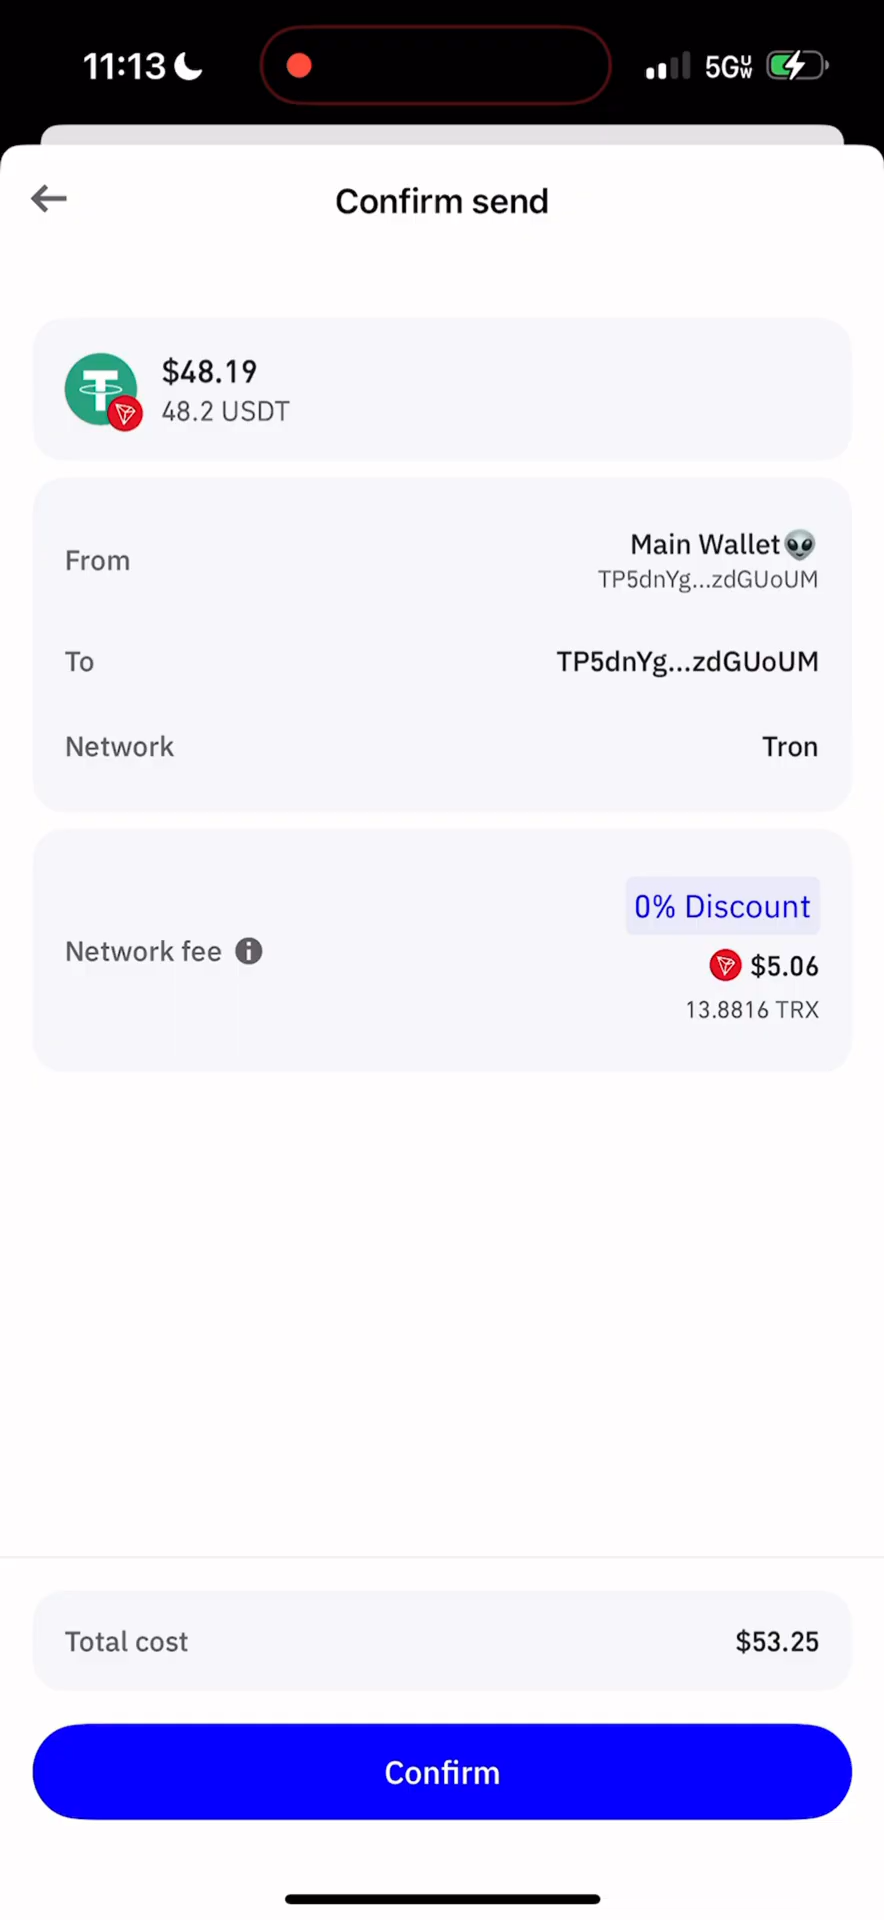 11:13
5GUW
Confirm send
$48.19
48.2 USDT
From
Main Wallet👽
TP5dnYg...zdGUoUM
To
TP5dnYg...zdGUoUM
Network
Tron
0% Discount
Network fee
$5.06
13.8816 TRX
Total cost
$53.25
Confirm